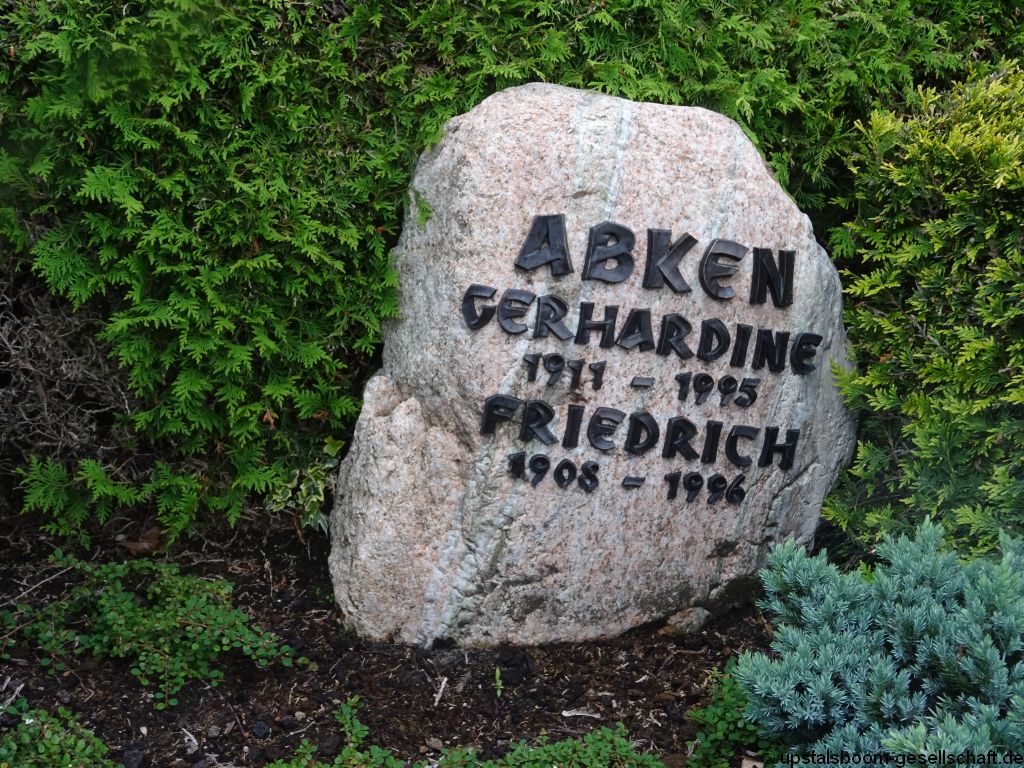 ABKEN
GERHARDINE
1911 - 1995
FRIEDRICH
1908 - 1996
upstalsboom-gesellschaft.de